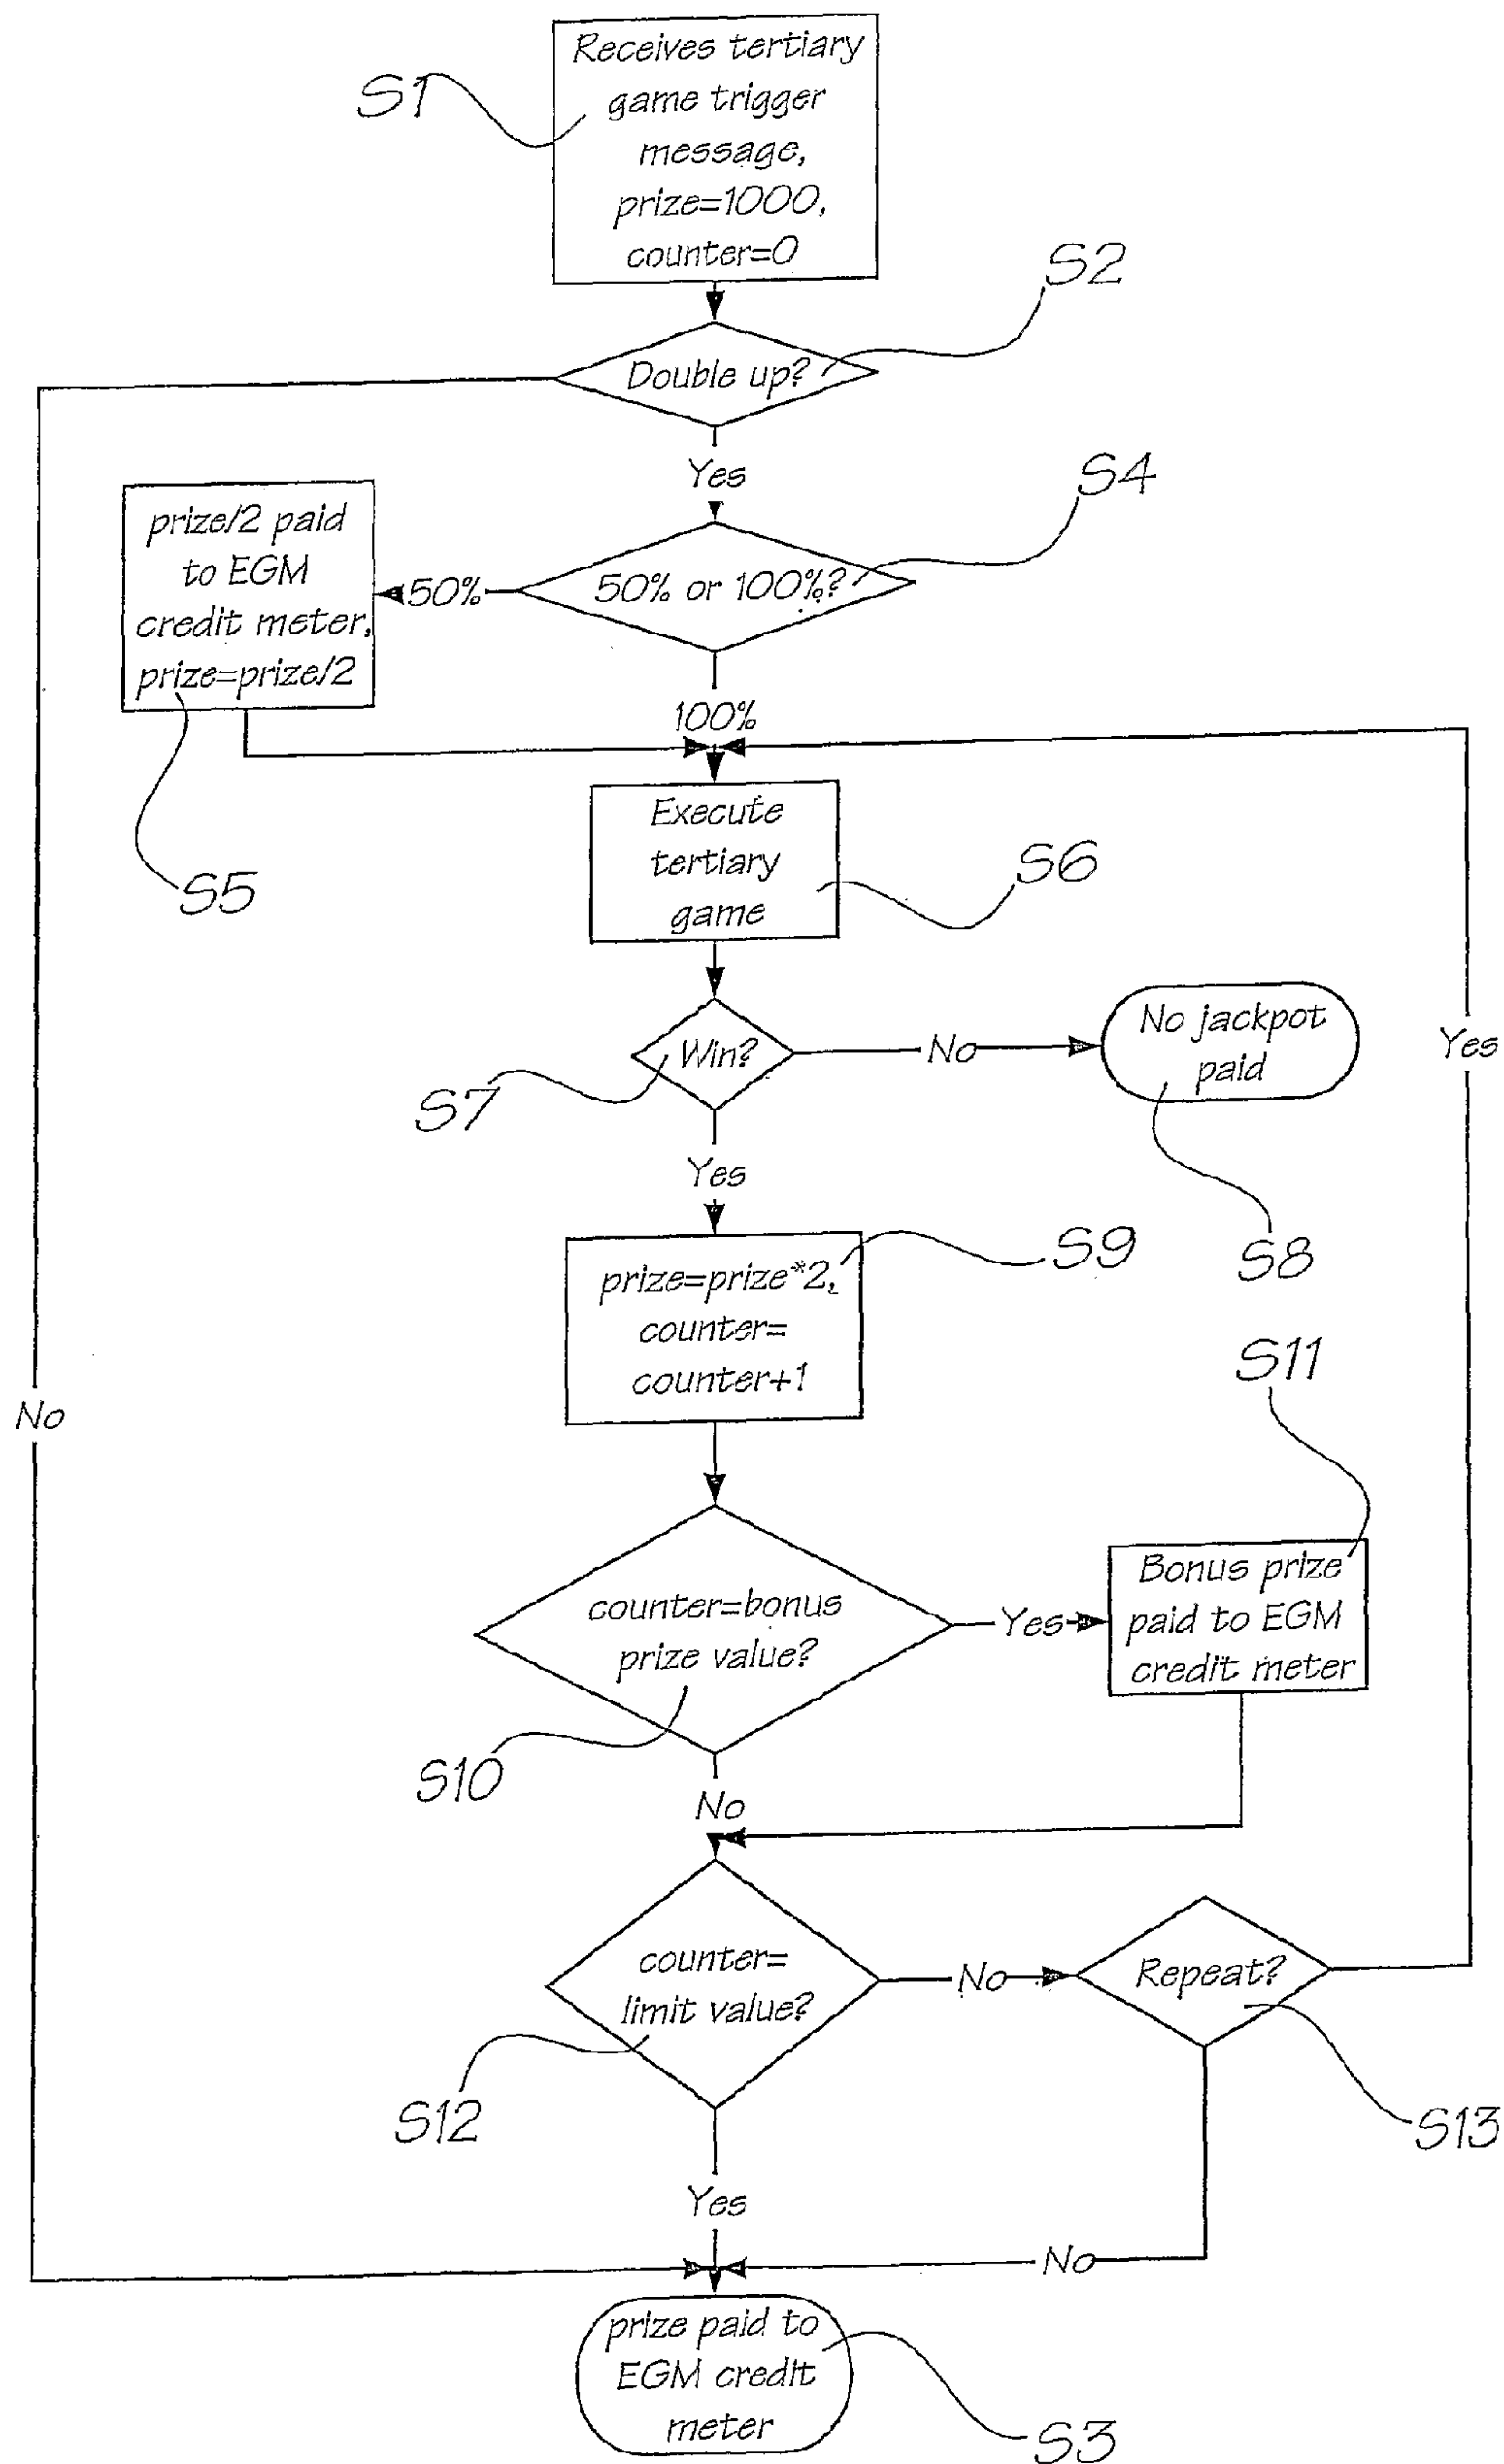 Receives tertiary
game trigger
message,
prize=1000,
counter=0
S1
S2
Double up?
Yes
S4
prize/2 paid
to EGM
credit meter,
prize=prize/2
50%
50% or 100%?
100%
S5
Execute
tertiary
game
S6
Win?
No
No jackpot
paid
Yes
S7
Yes
S8
prize=prize*2,
counter=
counter+1
S9
S11
No
counter=bonus
prize value?
Yes
Bonus prize
paid to EGM
credit meter
S10
No
counter=
limit value?
No
Repeat?
S12
S13
Yes
No
prize paid to
EGM credit
meter
S3